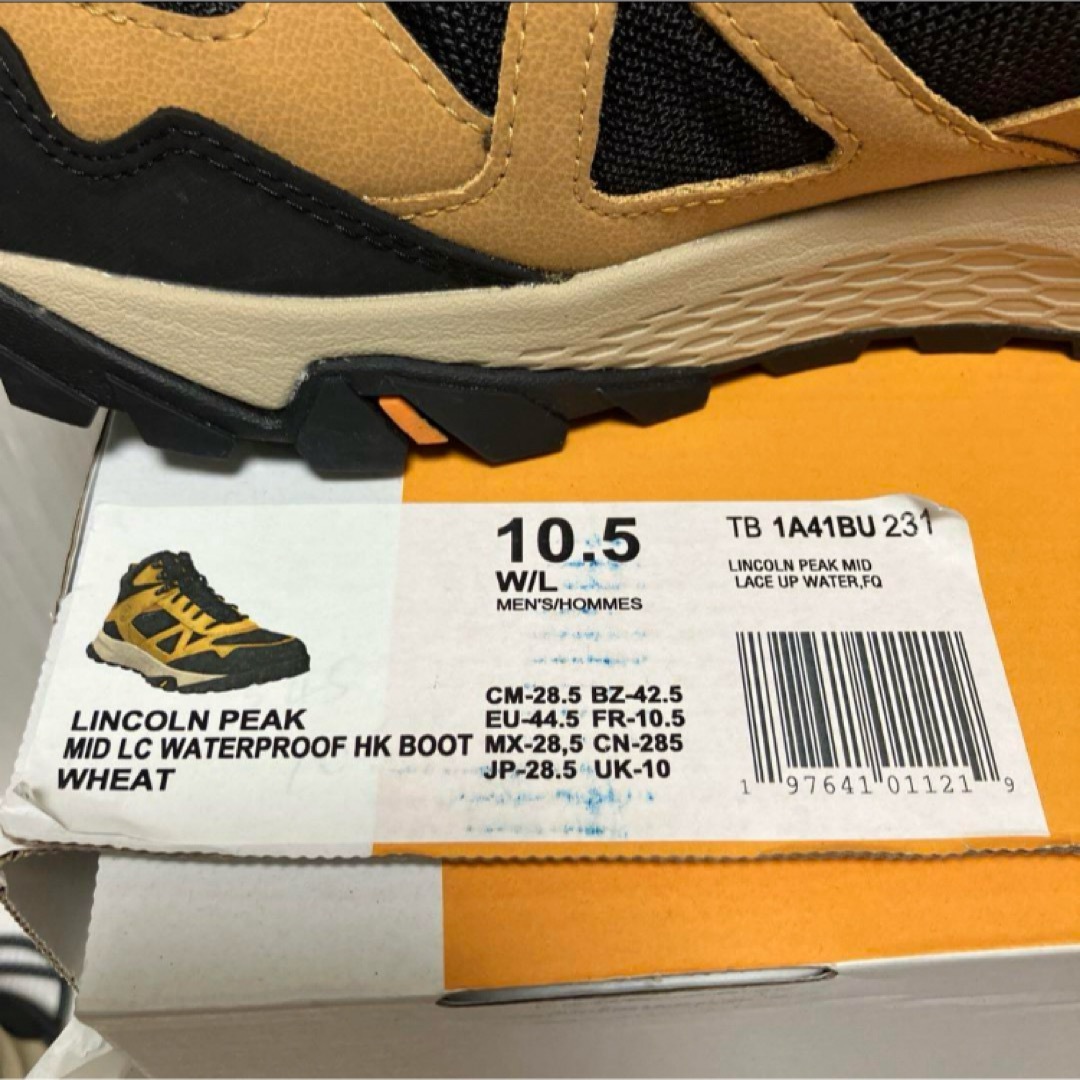 10.5
W/L
MEN'S/HOMMES
TB 1A41BU 231
LINCOLN PEAK MID
LACE UP WATER,FQ
LINCOLN PEAK
MID LC WATERPROOF HK BOOT
WHEAT
CM-28.5 BZ-42.5
EU-44.5 FR-10.5
MX-28,5 CN-285
JP-28.5 UK-10
1 97641 01121 9